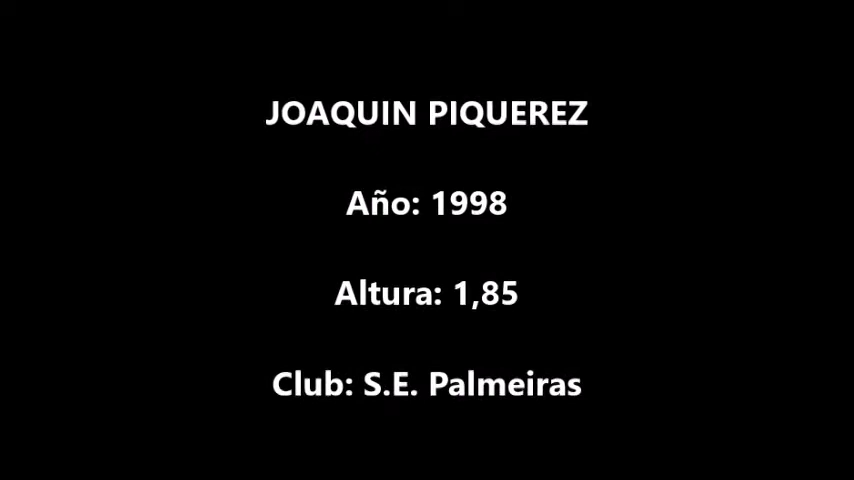 JOAQUIN PIQUEREZ
Año: 1998
Altura: 1,85
Club: S.E. Palmeiras